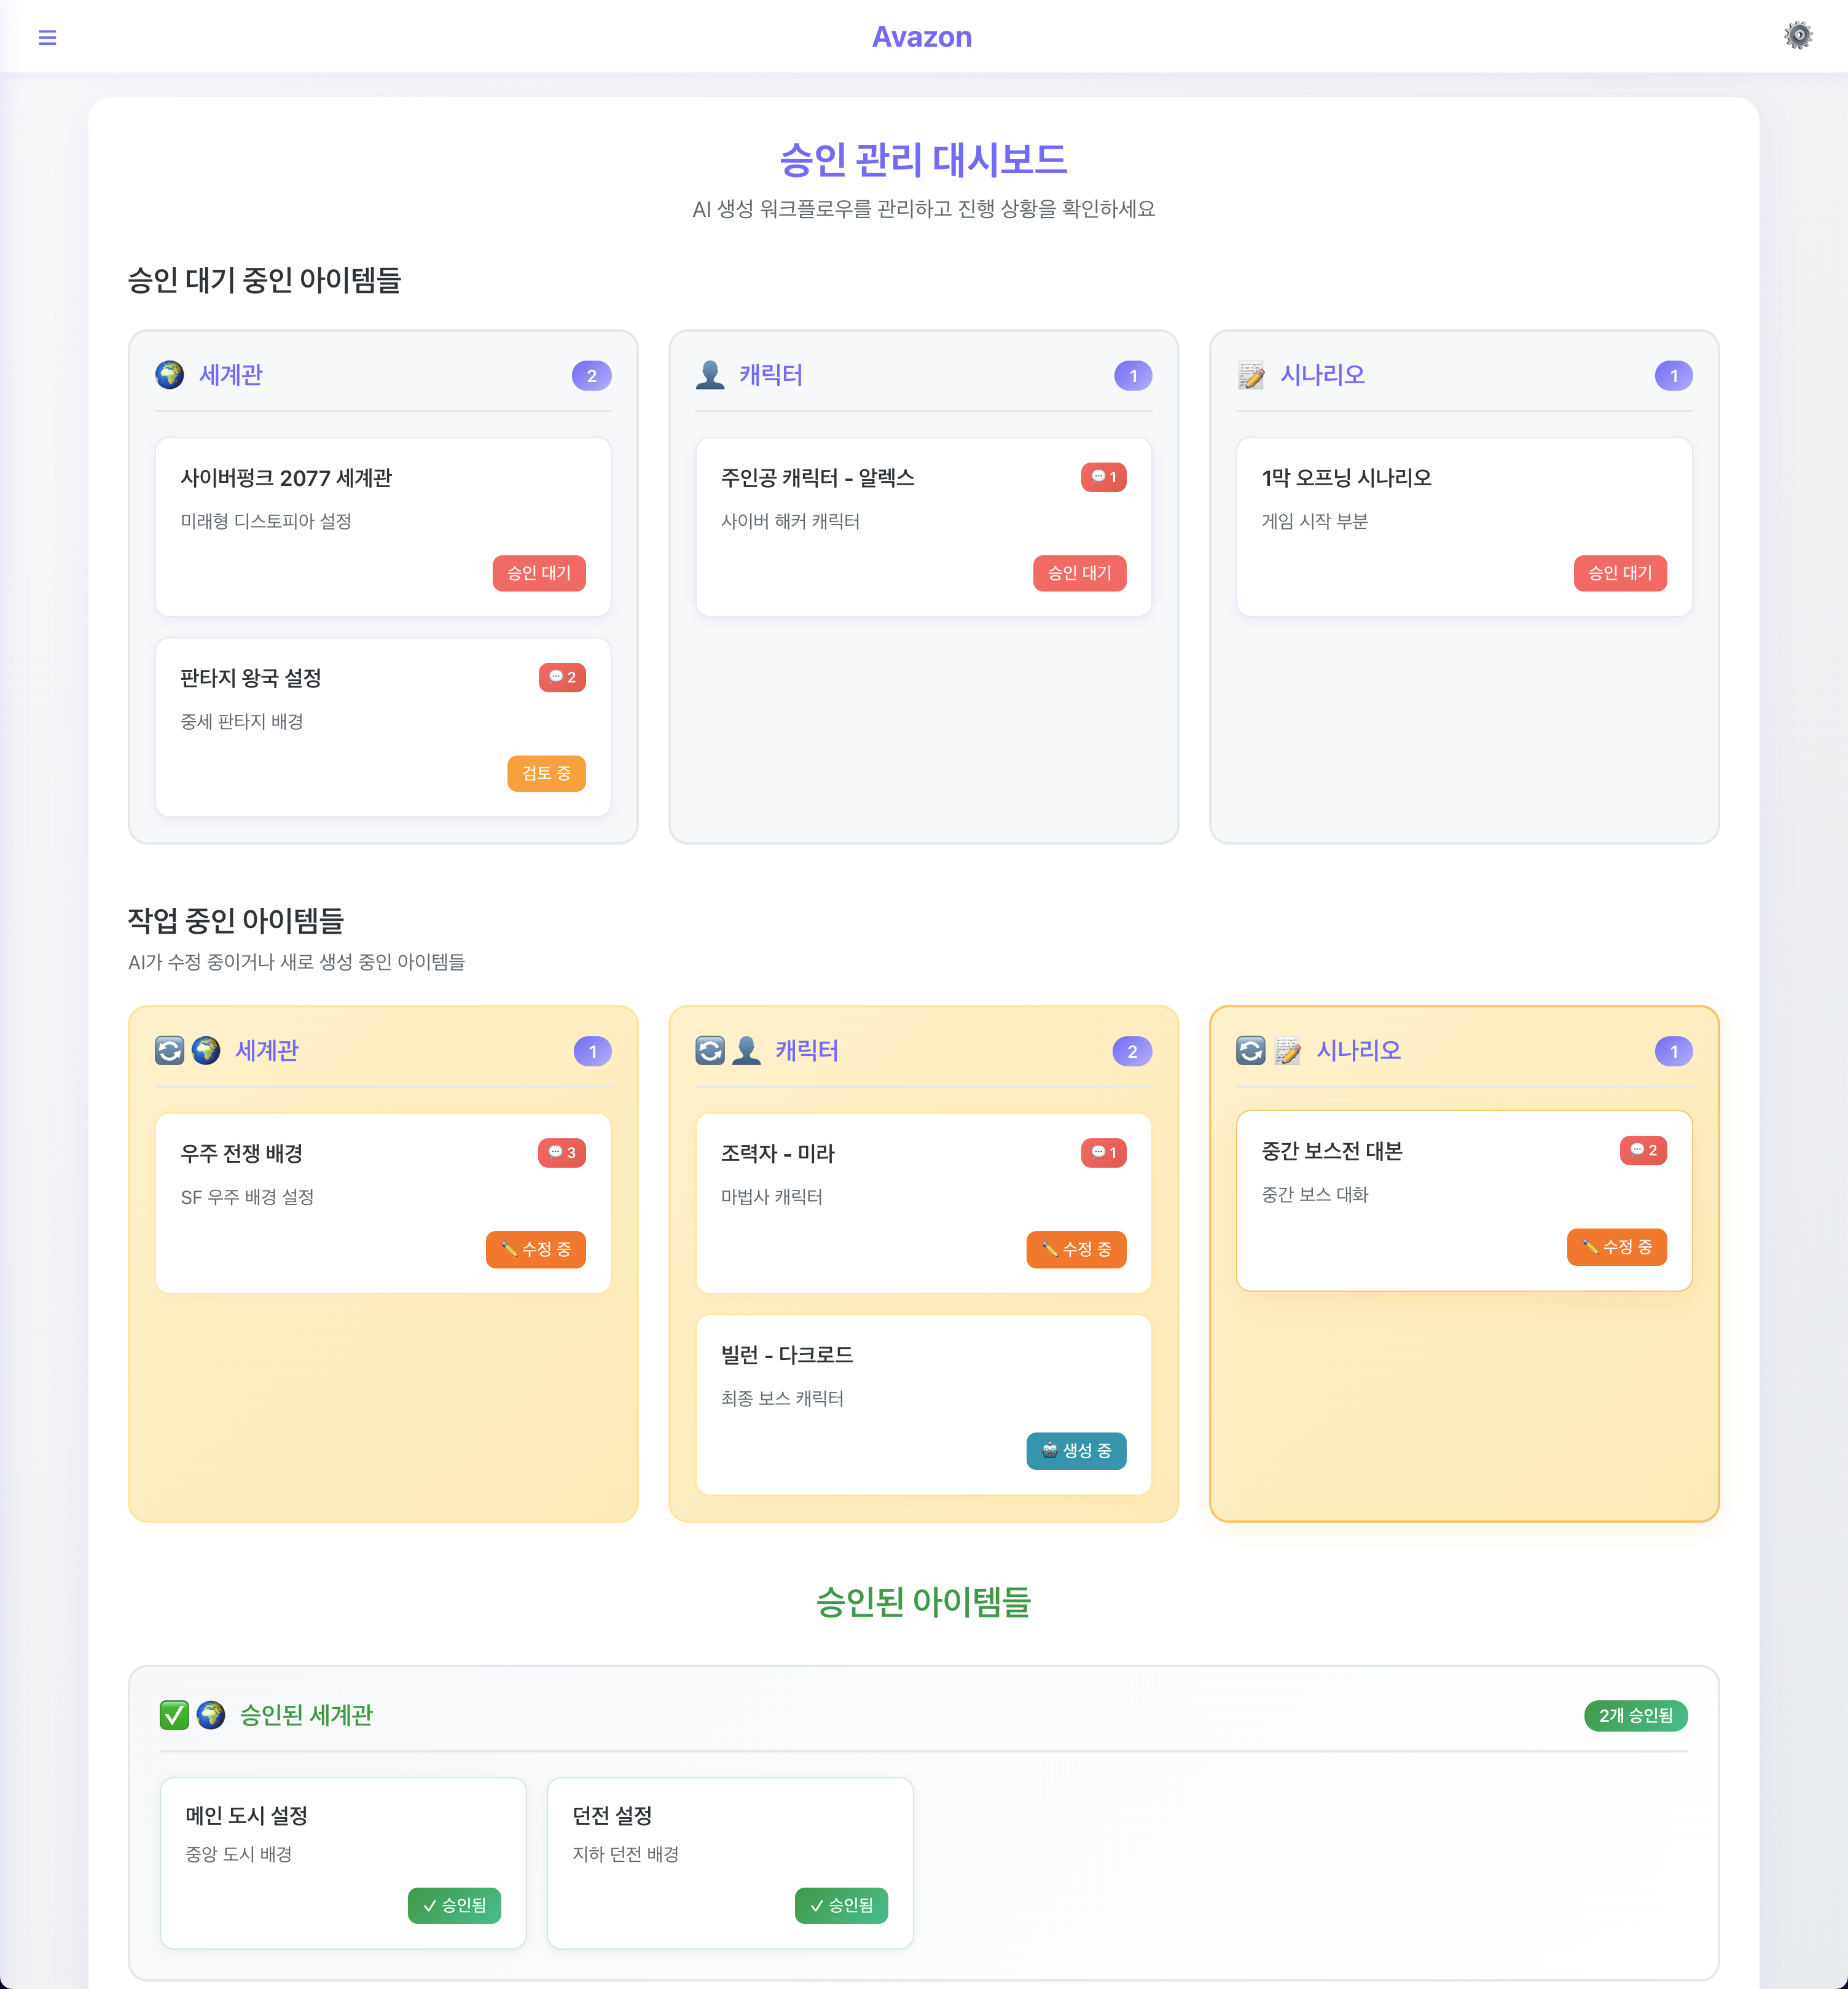 Avazon
승인 관리 대시보드
AI 생성 워크플로우를 관리하고 진행 상황을 확인하세요
승인 대기 중인 아이템들
세계관
2
사이버펑크 2077 세계관
미래형 디스토피아 설정
승인 대기
판타지 왕국 설정
2
중세 판타지 배경
검토 중
캐릭터
1
주인공 캐릭터 - 알렉스
1
사이버 해커 캐릭터
승인 대기
시나리오
1
1막 오프닝 시나리오
게임 시작 부분
승인 대기
작업 중인 아이템들
AI가 수정 중이거나 새로 생성 중인 아이템들
세계관
1
우주 전쟁 배경
3
SF 우주 배경 설정
수정 중
캐릭터
2
조력자 - 미라
1
마법사 캐릭터
수정 중
빌런 - 다크로드
최종 보스 캐릭터
생성 중
시나리오
1
중간 보스전 대본
2
중간 보스 대화
수정 중
승인된 아이템들
승인된 세계관
2개 승인됨
메인 도시 설정
중앙 도시 배경
✓ 승인됨
던전 설정
지하 던전 배경
✓ 승인됨